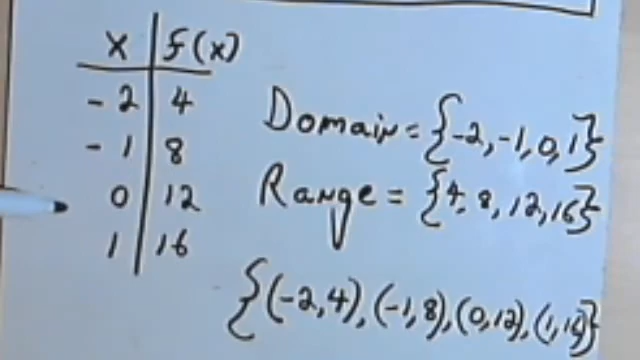 x | f(x)
-2 | 4
-1 | 8
0 | 12
1 | 16
Domain = {-2, -1, 0, 1}
Range = {4, 8, 12, 16}
{(-2, 4), (-1, 8), (0, 12), (1, 16)}